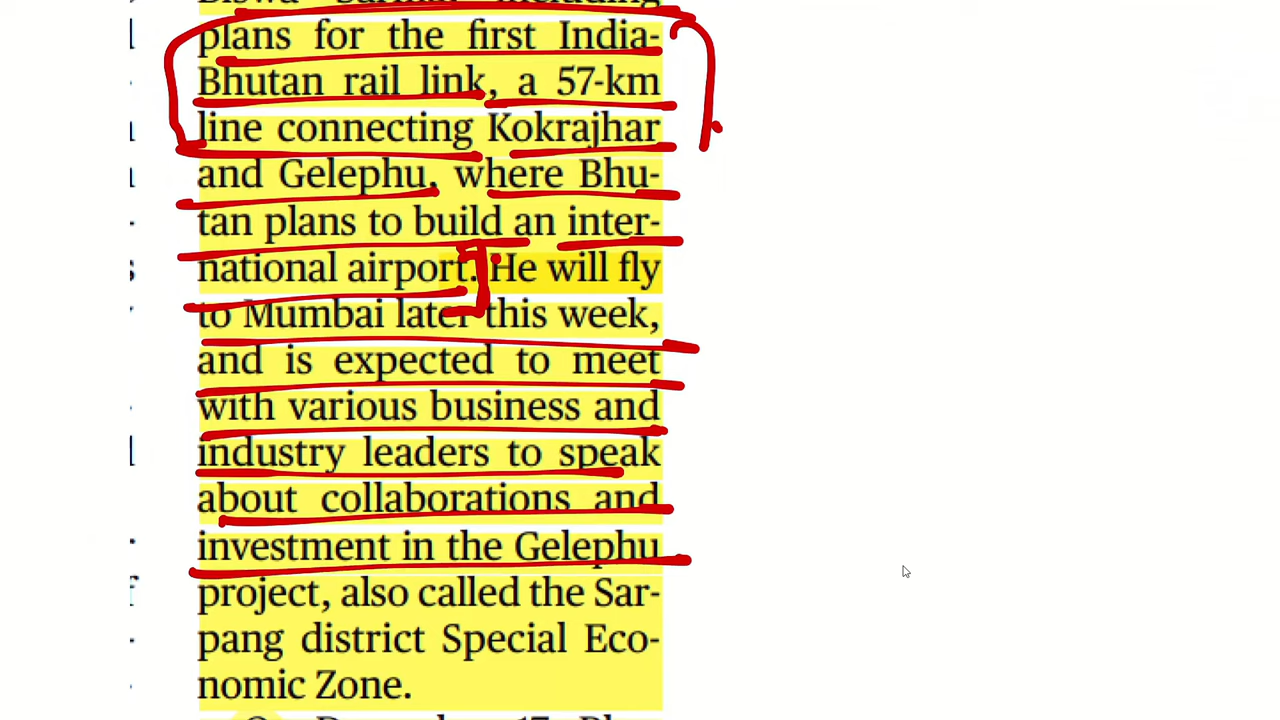 Biswa Sarmah including
plans for the first India-
Bhutan rail link, a 57-km
line connecting Kokrajhar
and Gelephu, where Bhu-
tan plans to build an inter-
national airport. He will fly
to Mumbai later this week,
and is expected to meet
with various business and
industry leaders to speak
about collaborations and
investment in the Gelephu
project, also called the Sar-
pang district Special Eco-
nomic Zone.